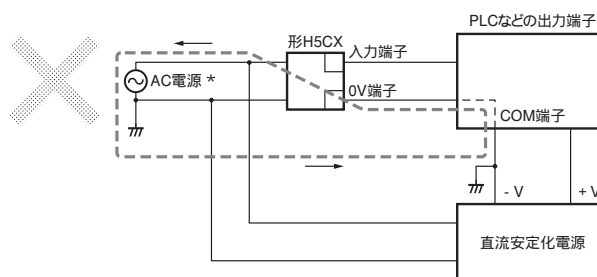 PLCなどの出力端子
形H5CX
入力端子
AC電源 *
0V端子
COM端子
- V
+ V
直流安定化電源